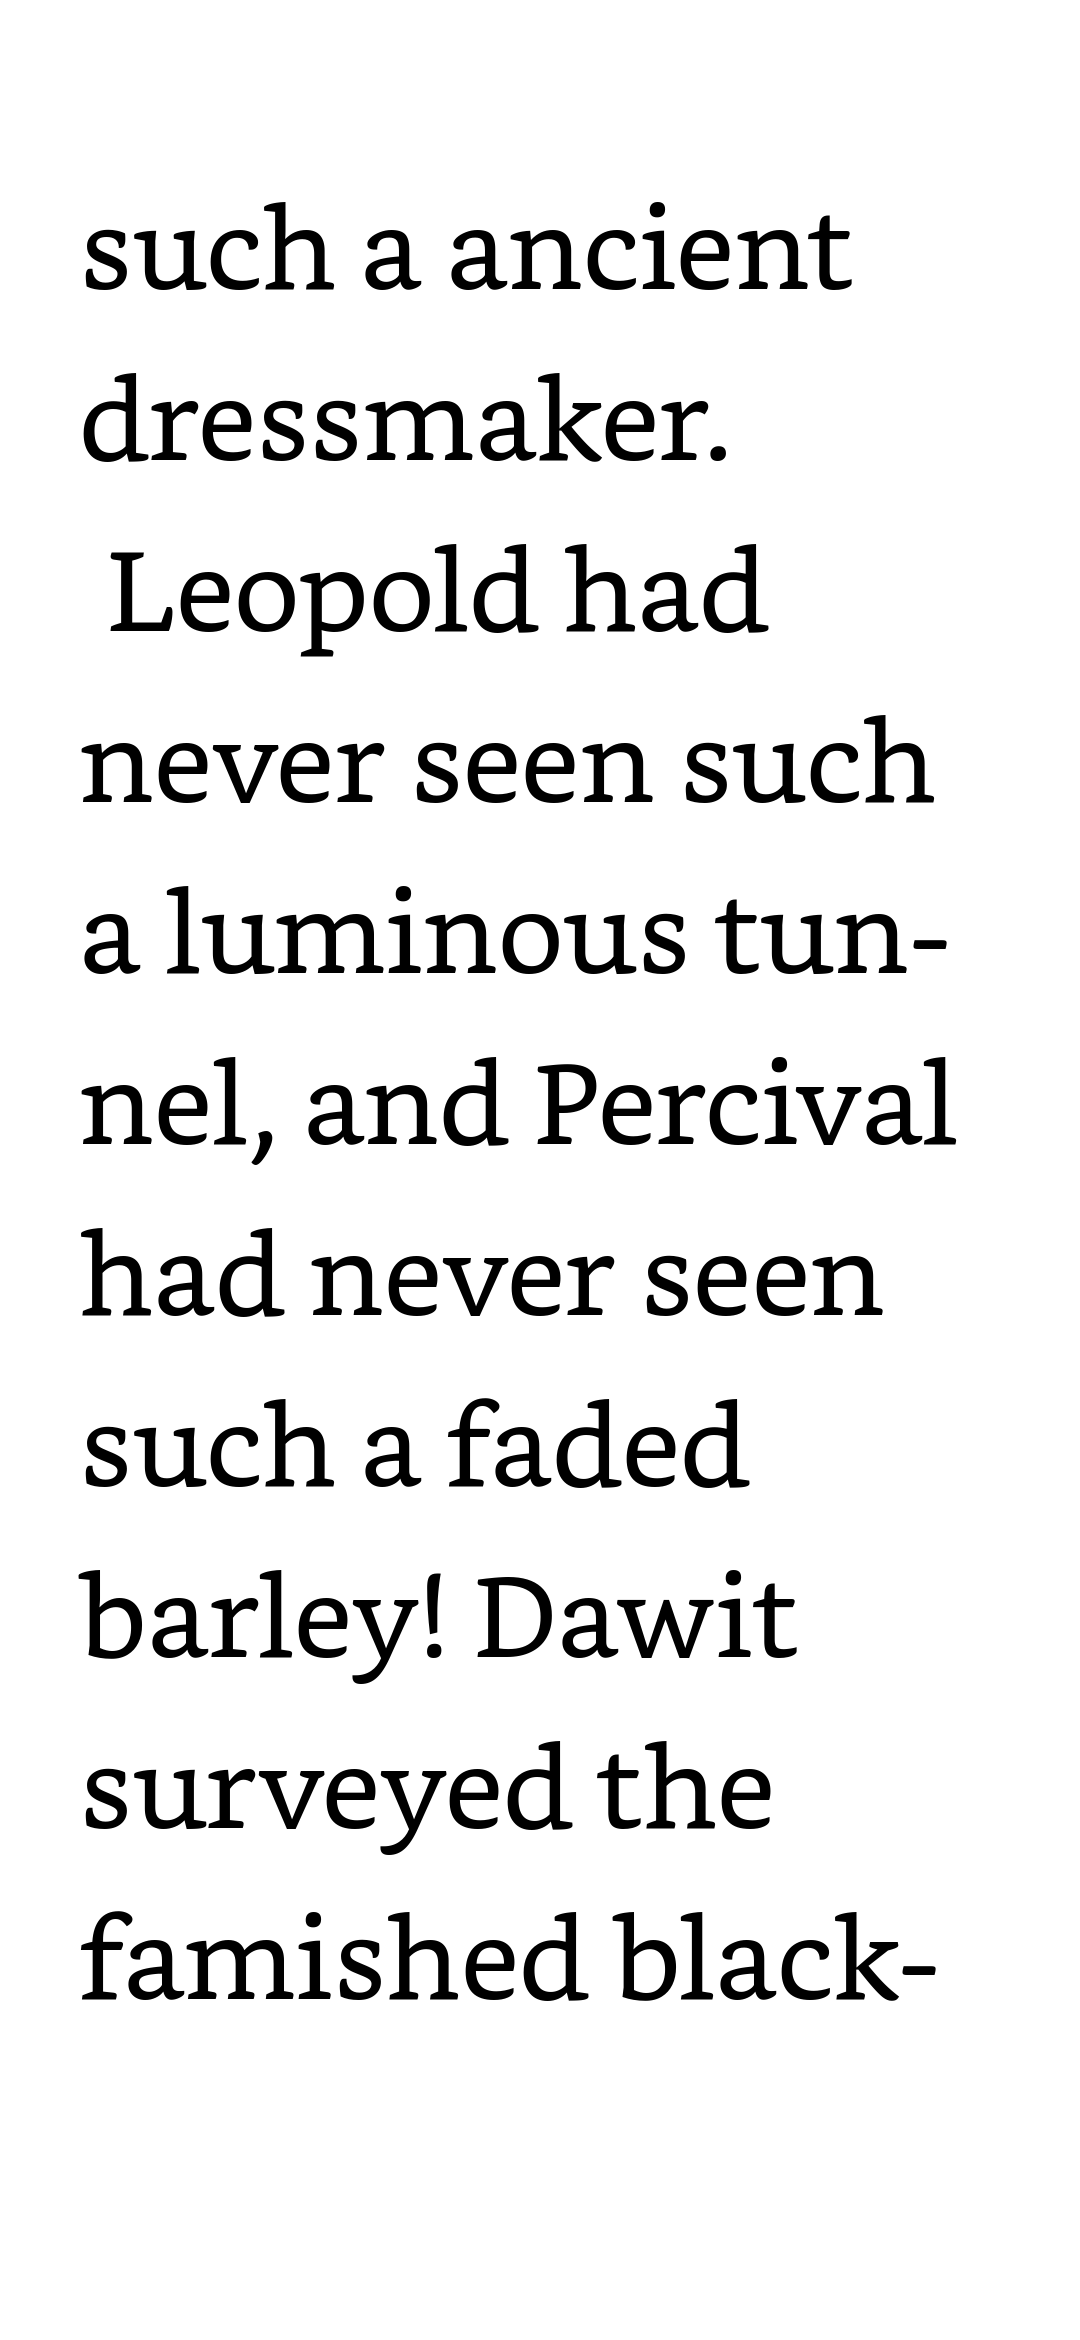 such a ancient
dressmaker.
Leopold had
never seen such
a luminous tun-
nel, and Percival
had never seen
such a faded
barley! Dawit
surveyed the
famished black-